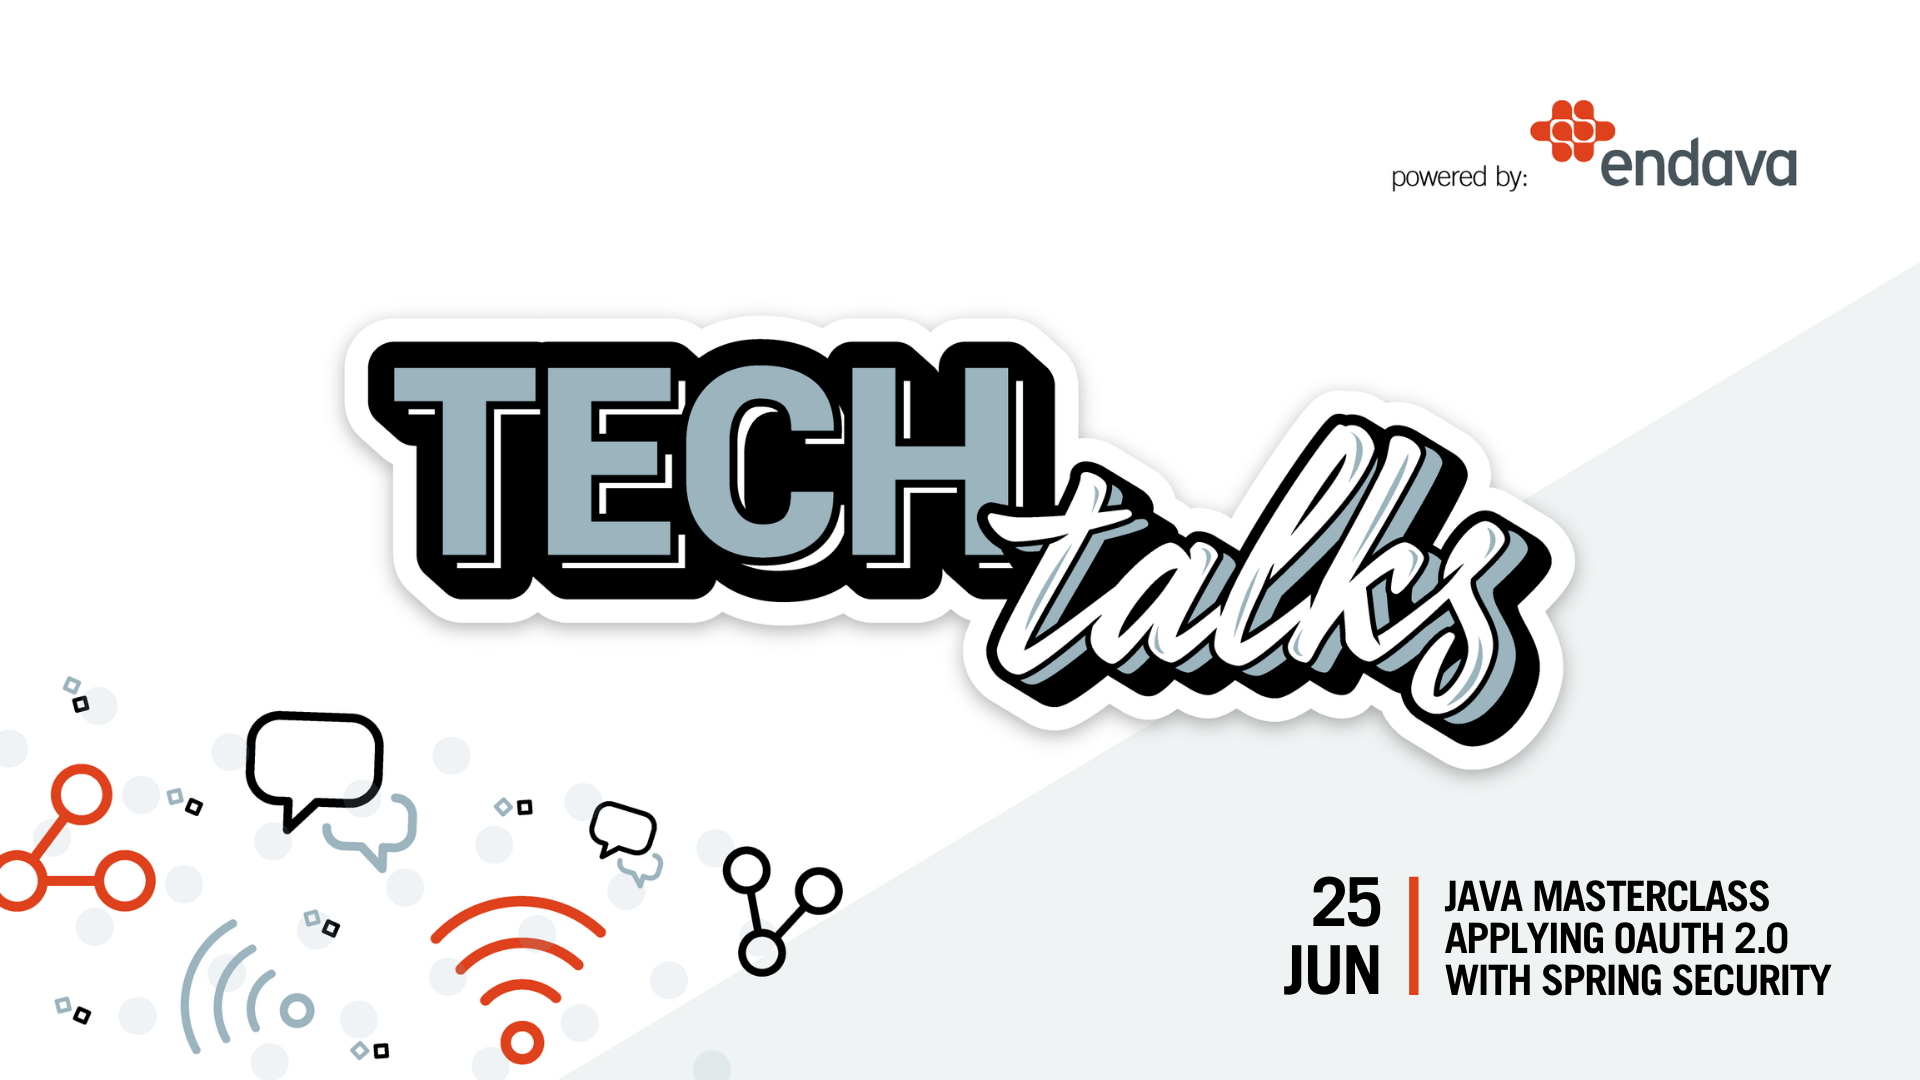 powered by: endava
TECH
talks
25
JUN
JAVA MASTERCLASS
APPLYING OAUTH 2.0
WITH SPRING SECURITY